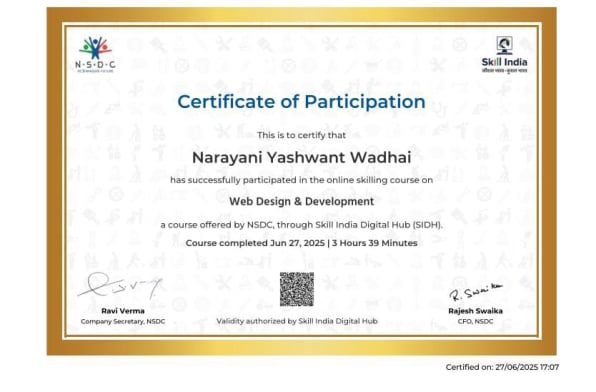 N·S·D·C
Skill India
कौशल भारत-कुशल भारत
Certificate of Participation
This is to certify that
Narayani Yashwant Wadhai
has successfully participated in the online skilling course on
Web Design & Development
a course offered by NSDC, through Skill India Digital Hub (SIDH).
Course completed Jun 27, 2025 | 3 Hours 39 Minutes
R. Swaika
Ravi Verma
Company Secretary, NSDC
Validity authorized by Skill India Digital Hub
Rajesh Swaika
CFO, NSDC
Certified on: 27/06/2025 17:07